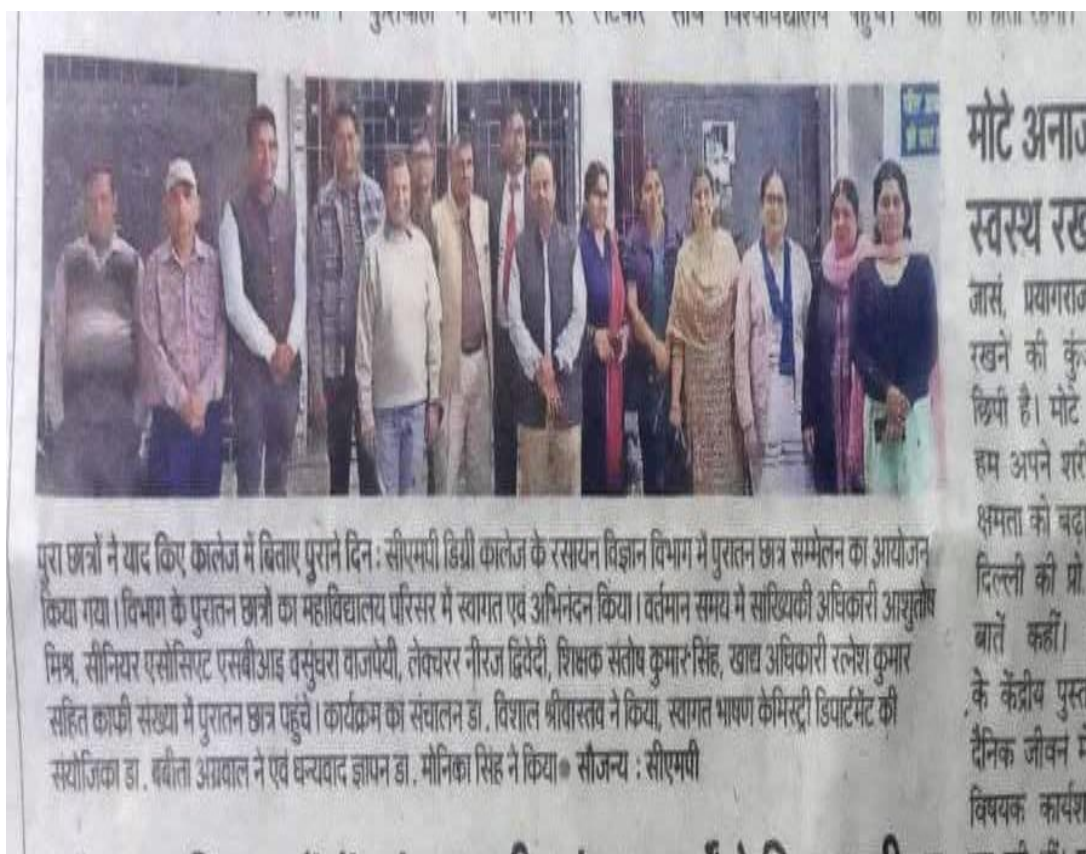 मोटे अनाज
स्वस्थ रख
जासं, प्रयागराज
रखने की कुं
छिपी है। मोटे
हम अपने शरी
क्षमता को बढ़
दिल्ली की प्रो
बातें कहीं।
के केंद्रीय पुस्त
दैनिक जीवन में
विषयक कार्यश
पुरा छात्रों ने याद किए कालेज में बिताए पुराने दिन : सीएमपी डिग्री कालेज के रसायन विज्ञान विभाग में पुरातन छात्र सम्मेलन का आयोजन
किया गया। विभाग के पुरातन छात्रों का महाविद्यालय परिसर में स्वागत एवं अभिनंदन किया। वर्तमान समय में सांख्यिकी अधिकारी आशुतोष
मिश्र, सीनियर एसोसिएट एसबीआइ वसुंधरा वाजपेयी, लेक्चरर नीरज द्विवेदी, शिक्षक संतोष कुमार सिंह, खाद्य अधिकारी रत्नेश कुमार
सहित काफी संख्या में पुरातन छात्र पहुंचे। कार्यक्रम का संचालन डा. विशाल श्रीवास्तव ने किया, स्वागत भाषण केमिस्ट्री डिपार्टमेंट की
संयोजिका डा. बबीता अग्रवाल ने एवं धन्यवाद ज्ञापन डा. मोनिका सिंह ने किया● सौजन्य : सीएमपी